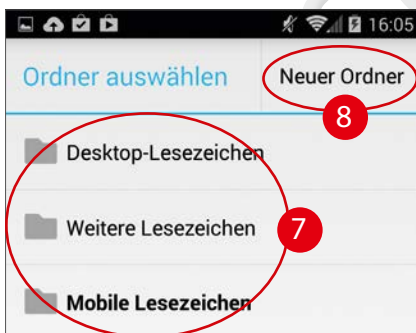 16:05
Ordner auswählen
Neuer Ordner
8
Desktop-Lesezeichen
Weitere Lesezeichen
7
Mobile Lesezeichen